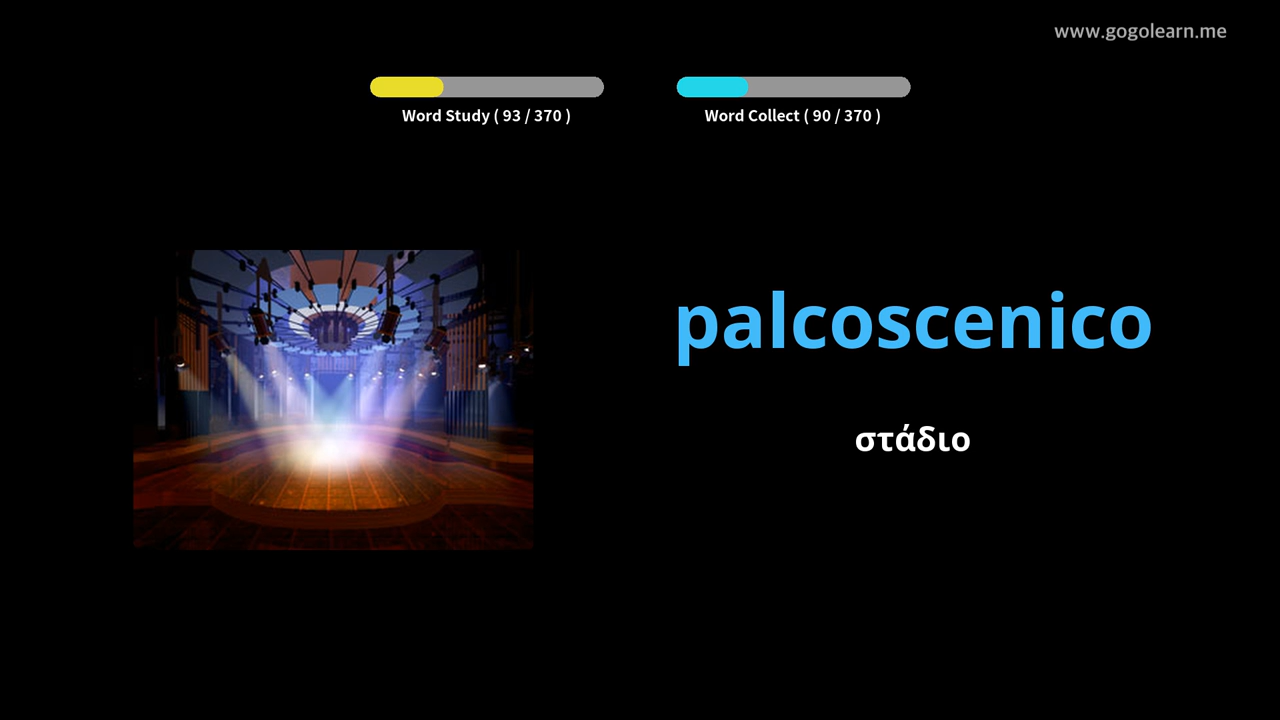 www.gogolearn.me
Word Study ( 93 / 370 )
Word Collect ( 90 / 370 )
palcoscenico
στάδιο